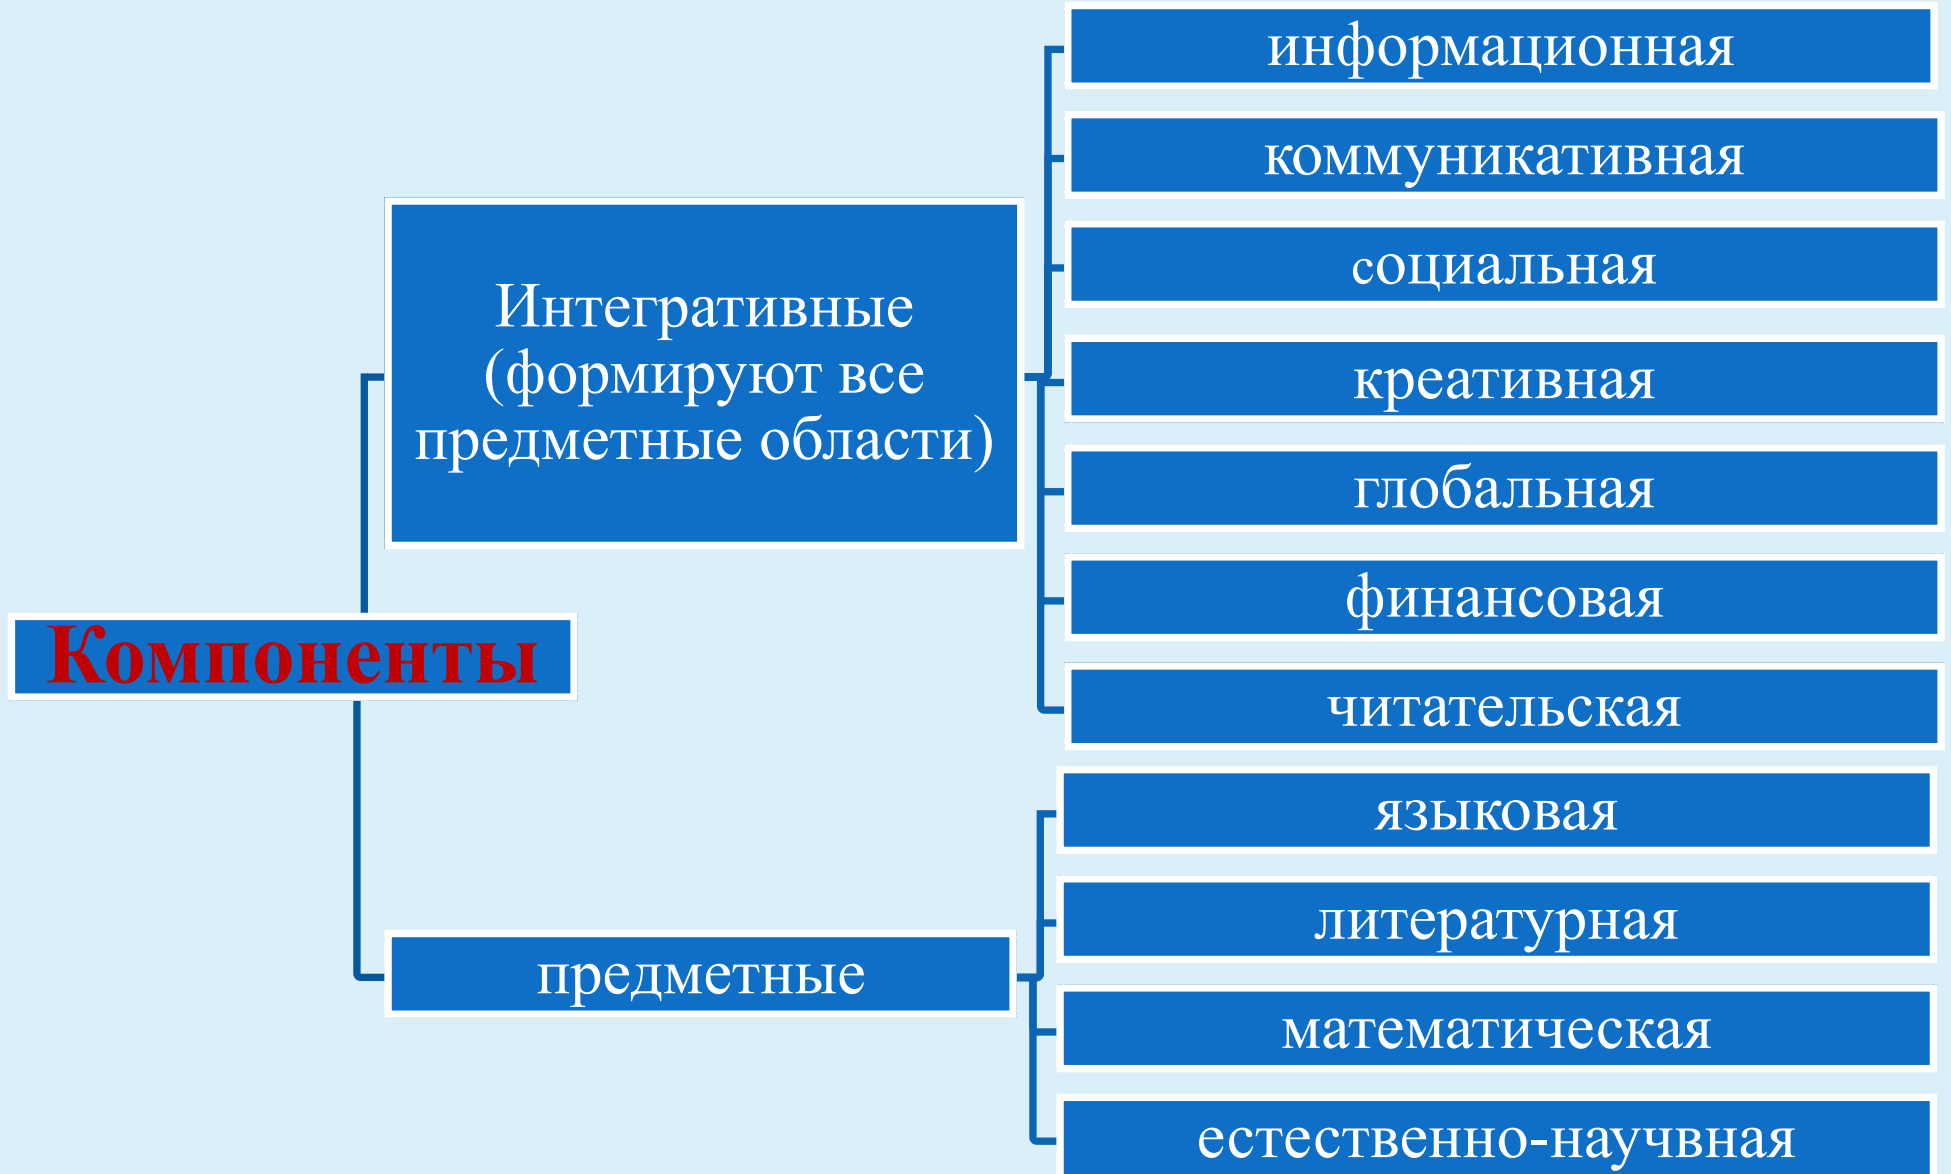 информационная
коммуникативная
социальная
Интегративные
(формируют все
предметные области)
креативная
глобальная
финансовая
читательская
Компоненты
языковая
литературная
предметные
математическая
естественно-научвная